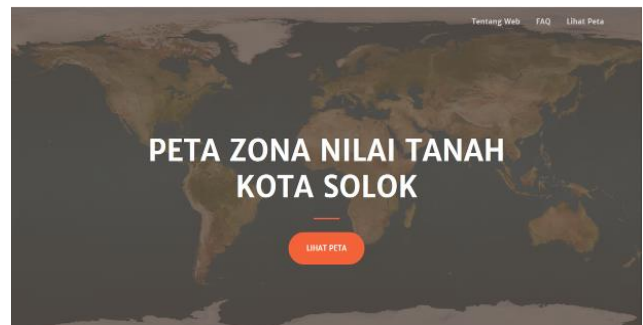 Tentang Web FAQ Lihat Peta
PETA ZONA NILAI TANAH
KOTA SOLOK
LIHAT PETA